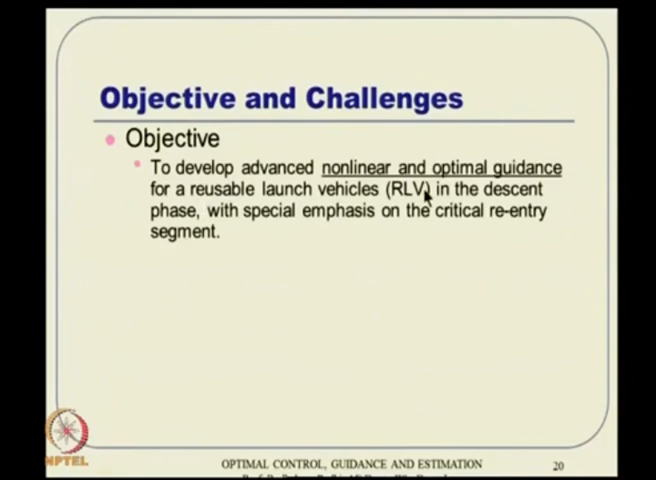 Objective and Challenges
Objective
To develop advanced nonlinear and optimal guidance
for a reusable launch vehicles (RLV) in the descent
phase, with special emphasis on the critical re-entry
segment.
NPTEL
OPTIMAL CONTROL, GUIDANCE AND ESTIMATION
20